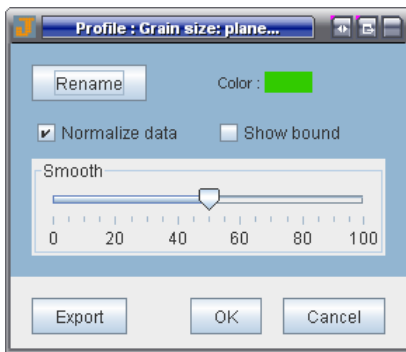 Profile : Grain size: plane...
Rename Color :
Normalize data Show bound
Smooth
0 20 40 60 80 100
Export OK Cancel